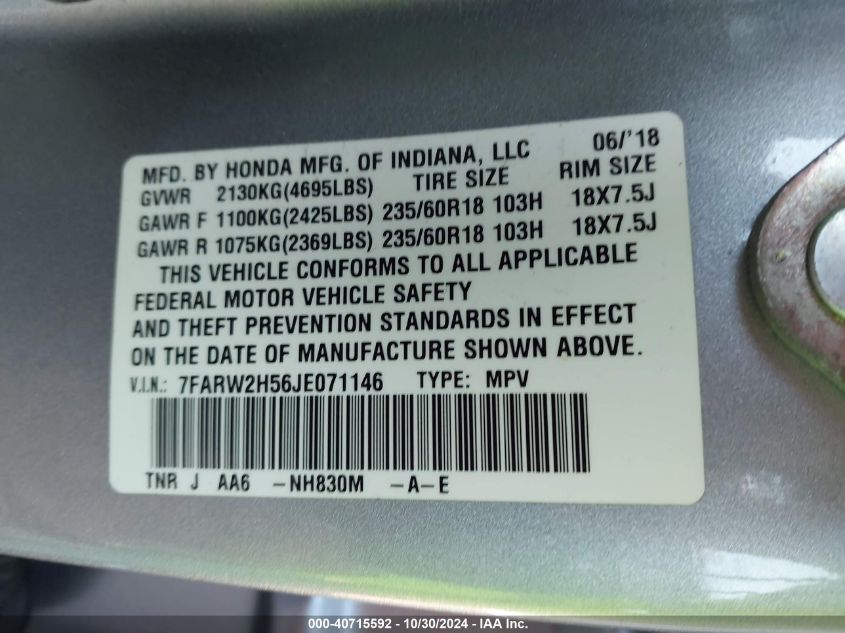 MFD. BY HONDA MFG. OF INDIANA, LLC 06/'18
GVWR 2130KG(4695LBS) TIRE SIZE RIM SIZE
GAWR F 1100KG(2425LBS) 235/60R18 103H 18X7.5J
GAWR R 1075KG(2369LBS) 235/60R18 103H 18X7.5J
THIS VEHICLE CONFORMS TO ALL APPLICABLE
FEDERAL MOTOR VEHICLE SAFETY
AND THEFT PREVENTION STANDARDS IN EFFECT
ON THE DATE OF MANUFACTURE SHOWN ABOVE.
V.I.N.: 7FARW2H56JE071146 TYPE: MPV
TNR J AA6 -NH830M -A-E
000-40715592 - 10/30/2024 - IAA Inc.